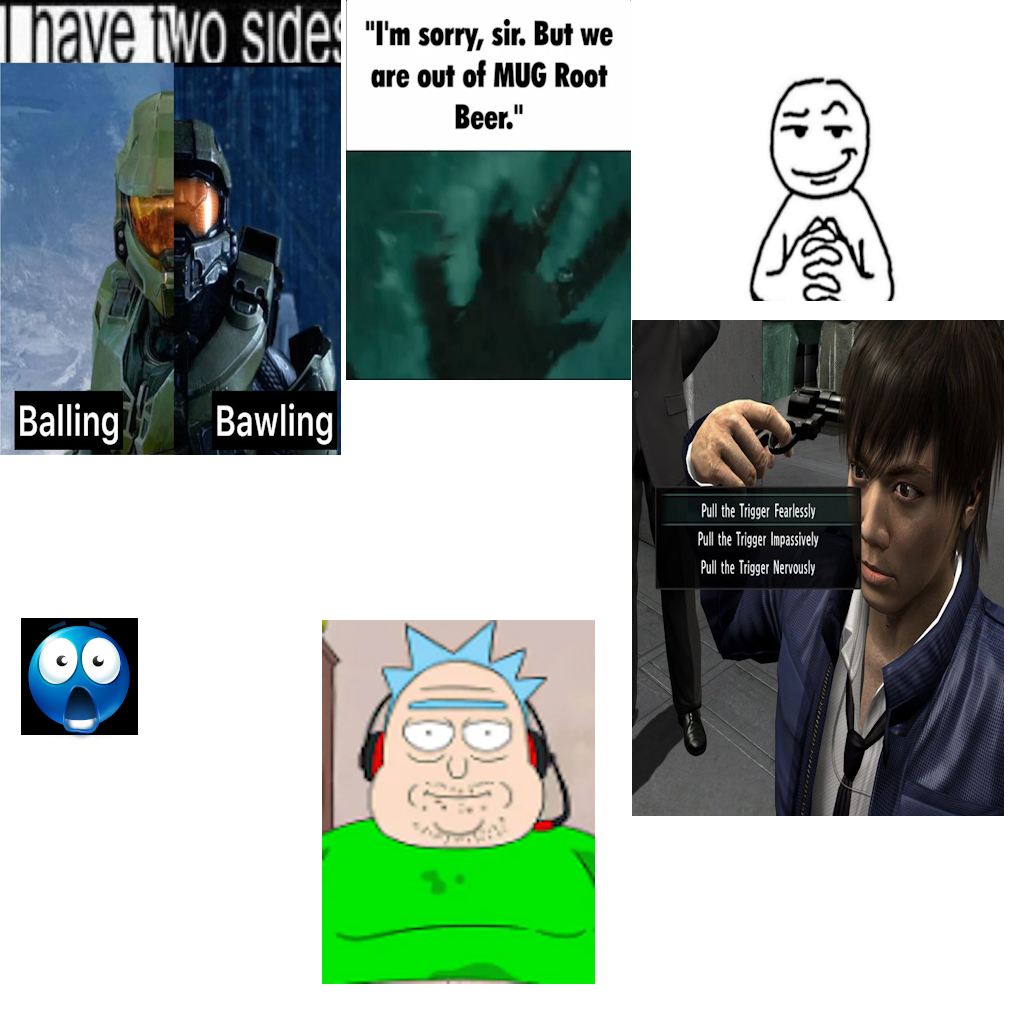 I have two sides
Balling
Bawling
"I'm sorry, sir. But we
are out of MUG Root
Beer."
Pull the Trigger Fearlessly
Pull the Trigger Impassively
Pull the Trigger Nervously